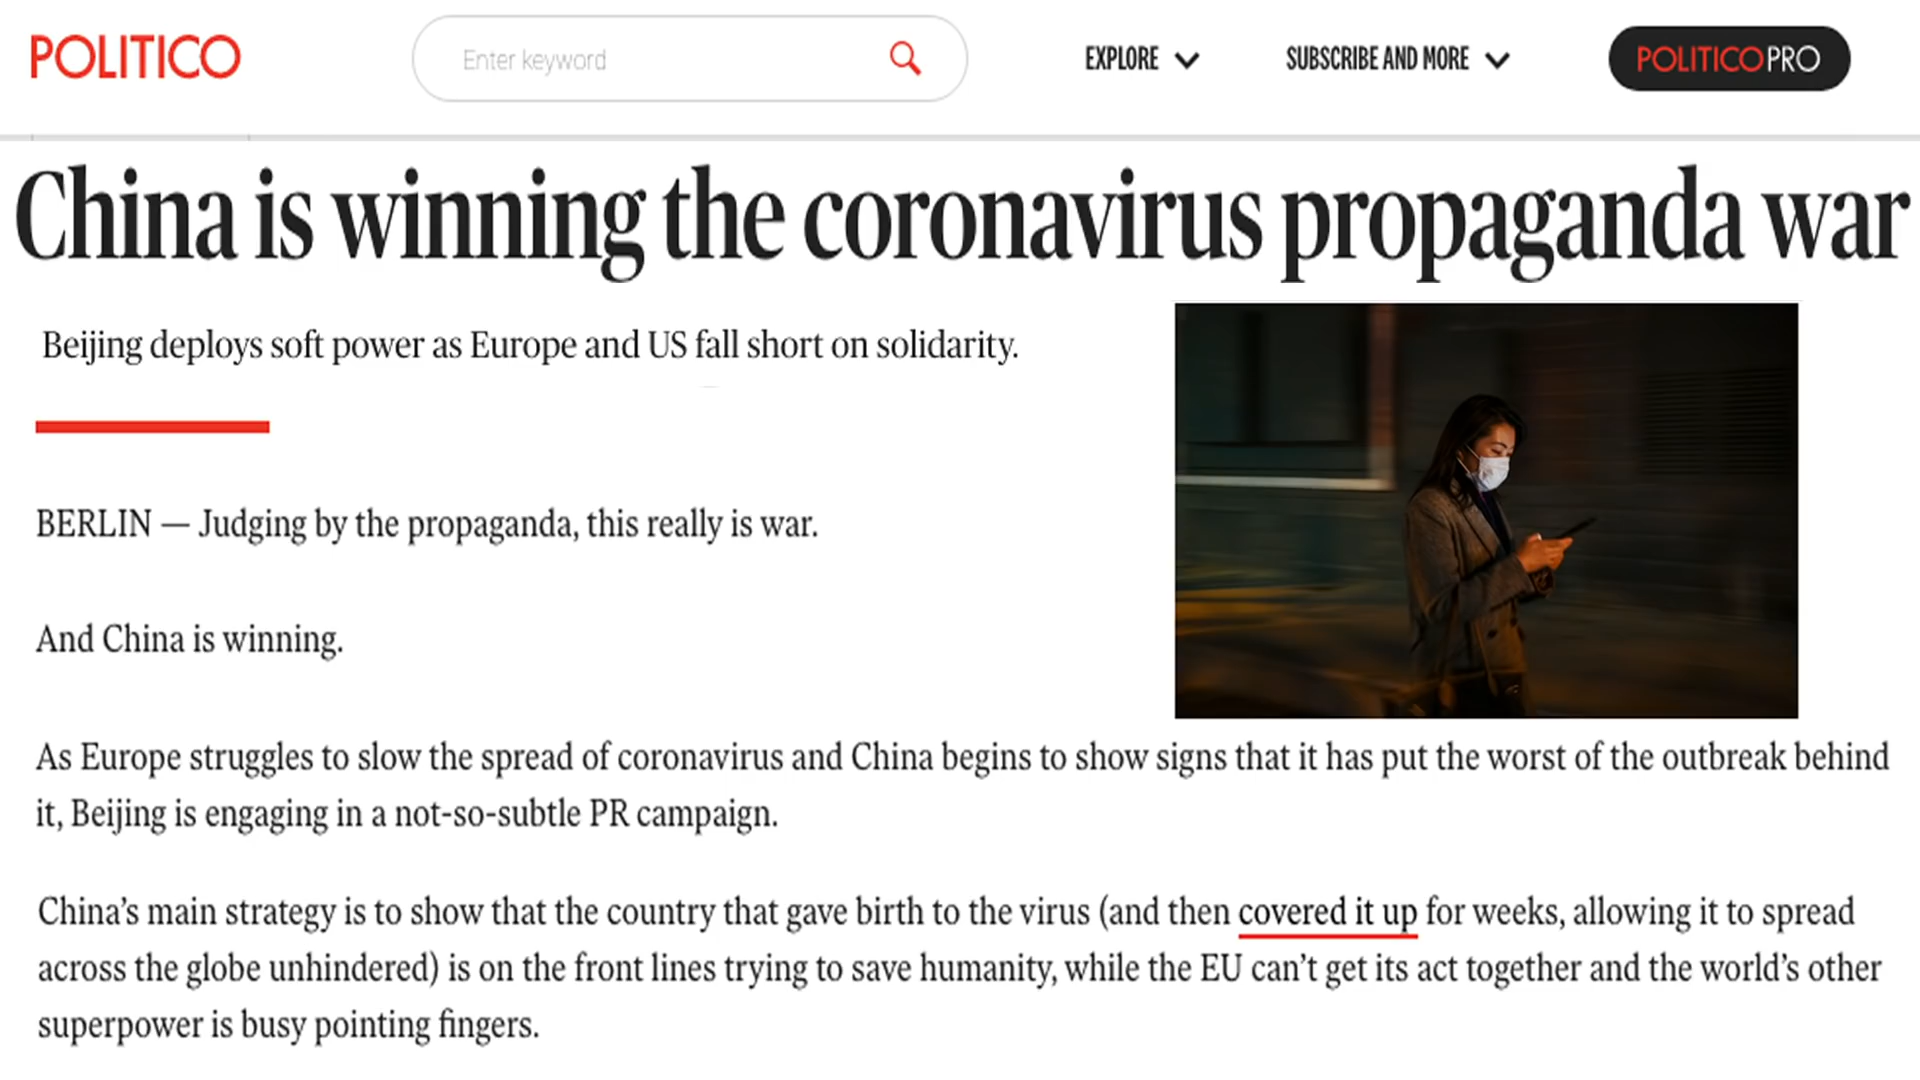 POLITICO
Enter keyword
EXPLORE
SUBSCRIBE AND MORE
POLITICOPRO
China is winning the coronavirus propaganda war
Beijing deploys soft power as Europe and US fall short on solidarity.
BERLIN — Judging by the propaganda, this really is war.
And China is winning.
As Europe struggles to slow the spread of coronavirus and China begins to show signs that it has put the worst of the outbreak behind
it, Beijing is engaging in a not-so-subtle PR campaign.
China’s main strategy is to show that the country that gave birth to the virus (and then covered it up for weeks, allowing it to spread
across the globe unhindered) is on the front lines trying to save humanity, while the EU can’t get its act together and the world’s other
superpower is busy pointing fingers.